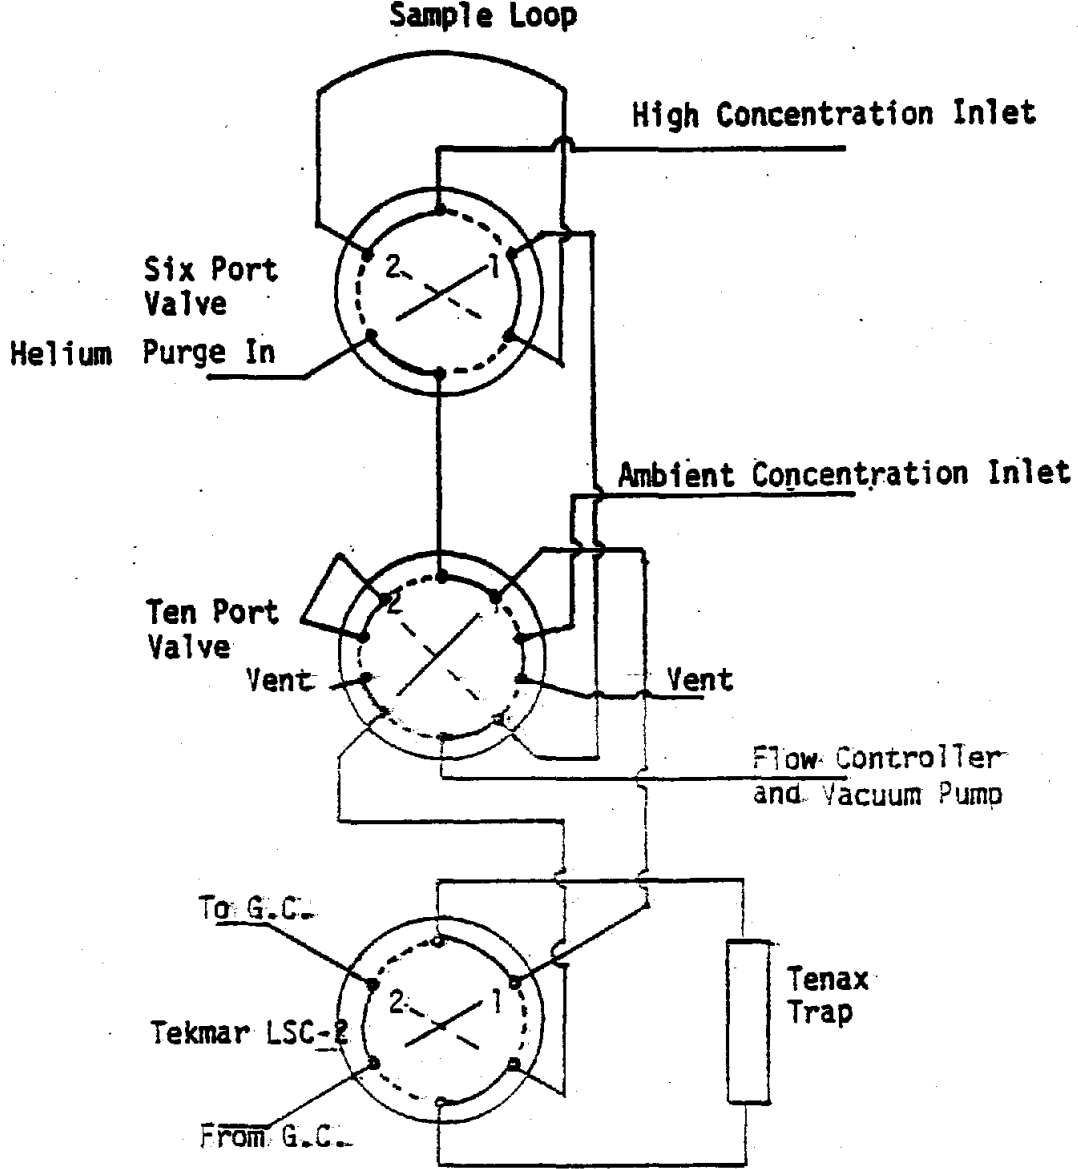 Sample Loop
High Concentration Inlet
2 1
Six Port
Valve
Helium Purge In
Ambient Concentration Inlet
2 1
Ten Port
Valve
Vent
Vent
Flow Controller
and Vacuum Pump
To G.C.
2 1
Tenax
Trap
Tekmar LSC-2
From G.C.